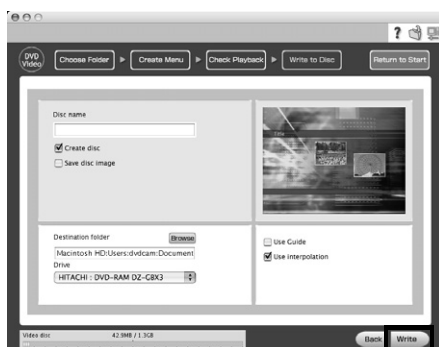 ?
DVD Video
Choose Folder
Create Menu
Check Playback
Write to Disc
Return to Start
Disc name
Create disc
Save disc image
Title
Destination folder
Browse
Macintosh HD:Users:dvdcam:Document
Drive
HITACHI : DVD-RAM DZ-GBX3
Use Guide
Use interpolation
Video disc 42.9MB / 1.3GB
Back
Write